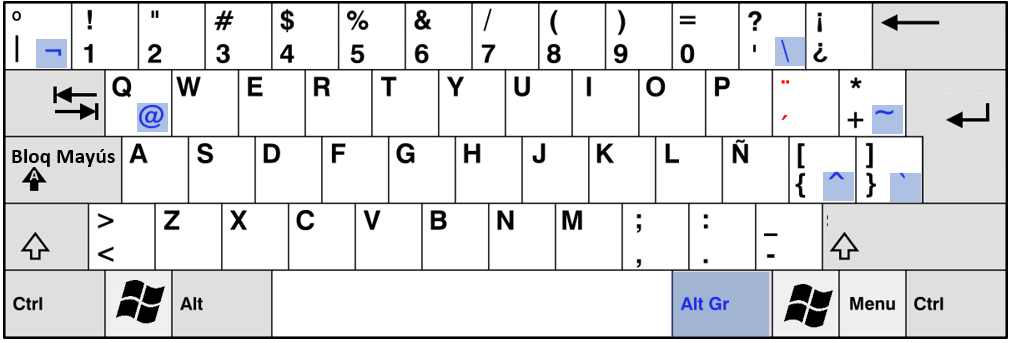 º ! " # $ % & / ( ) = ? ¡
| ¬ 1 2 3 4 5 6 7 8 9 0 ' \ ¿
Q W E R T Y U I O P ¨ *
@ ´ + ~
Bloq Mayús A S D F G H J K L Ñ [ ]
A { ^ } `
> Z X C V B N M ; : _
< , . -
Ctrl Alt Alt Gr Menu Ctrl